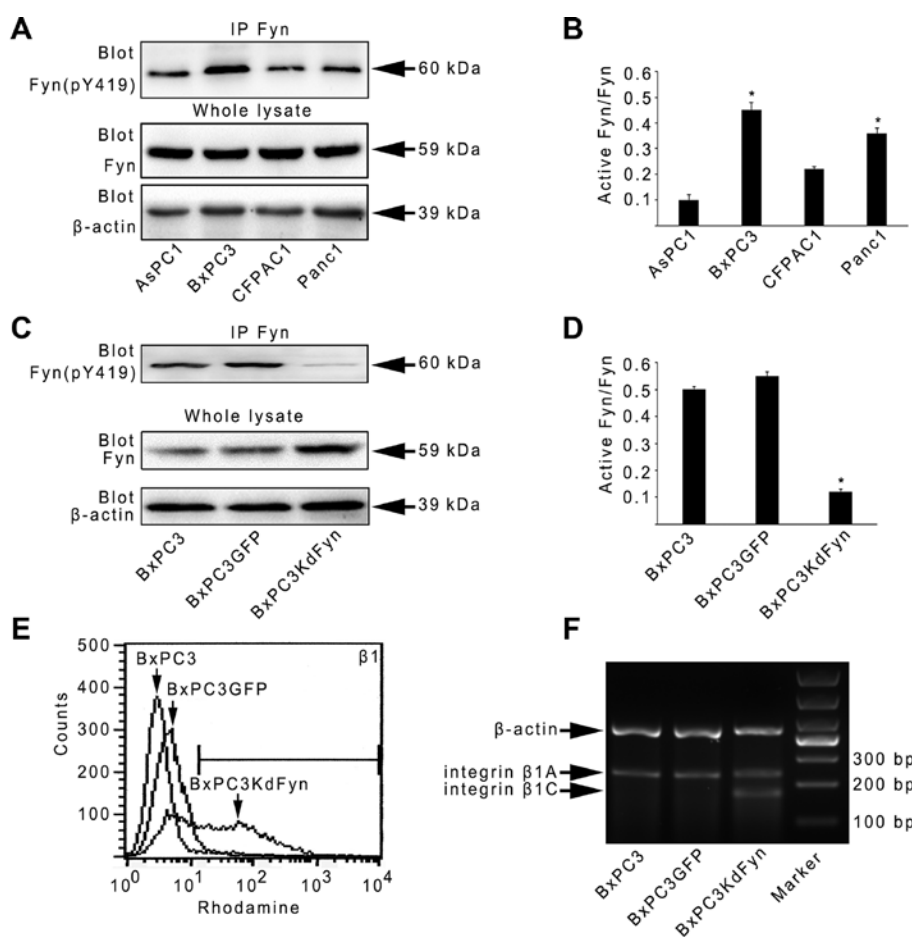 A
IP Fyn
Blot
Fyn(pY419)
60 kDa
Whole lysate
Blot
Fyn
59 kDa
Blot
β-actin
39 kDa
AsPC1
BxPC3
CFPAC1
Panc1
B
Active Fyn/Fyn
0.6
0.5
0.4
0.3
0.2
0.1
*
*
AsPC1
BxPC3
CFPAC1
Panc1
C
IP Fyn
Blot
Fyn(pY419)
60 kDa
Whole lysate
Blot
Fyn
59 kDa
Blot
β-actin
39 kDa
BxPC3
BxPC3GFP
BxPC3KdFyn
D
Active Fyn/Fyn
0.6
0.5
0.4
0.3
0.2
0.1
*
BxPC3
BxPC3GFP
BxPC3KdFyn
E
Counts
500
400
300
200
100
BxPC3
β1
BxPC3GFP
BxPC3KdFyn
10⁰ 10¹ 10² 10³ 10⁴
Rhodamine
F
β-actin
integrin β1A
integrin β1C
300 bp
200 bp
100 bp
BxPC3
BxPC3GFP
BxPC3KdFyn
Marker